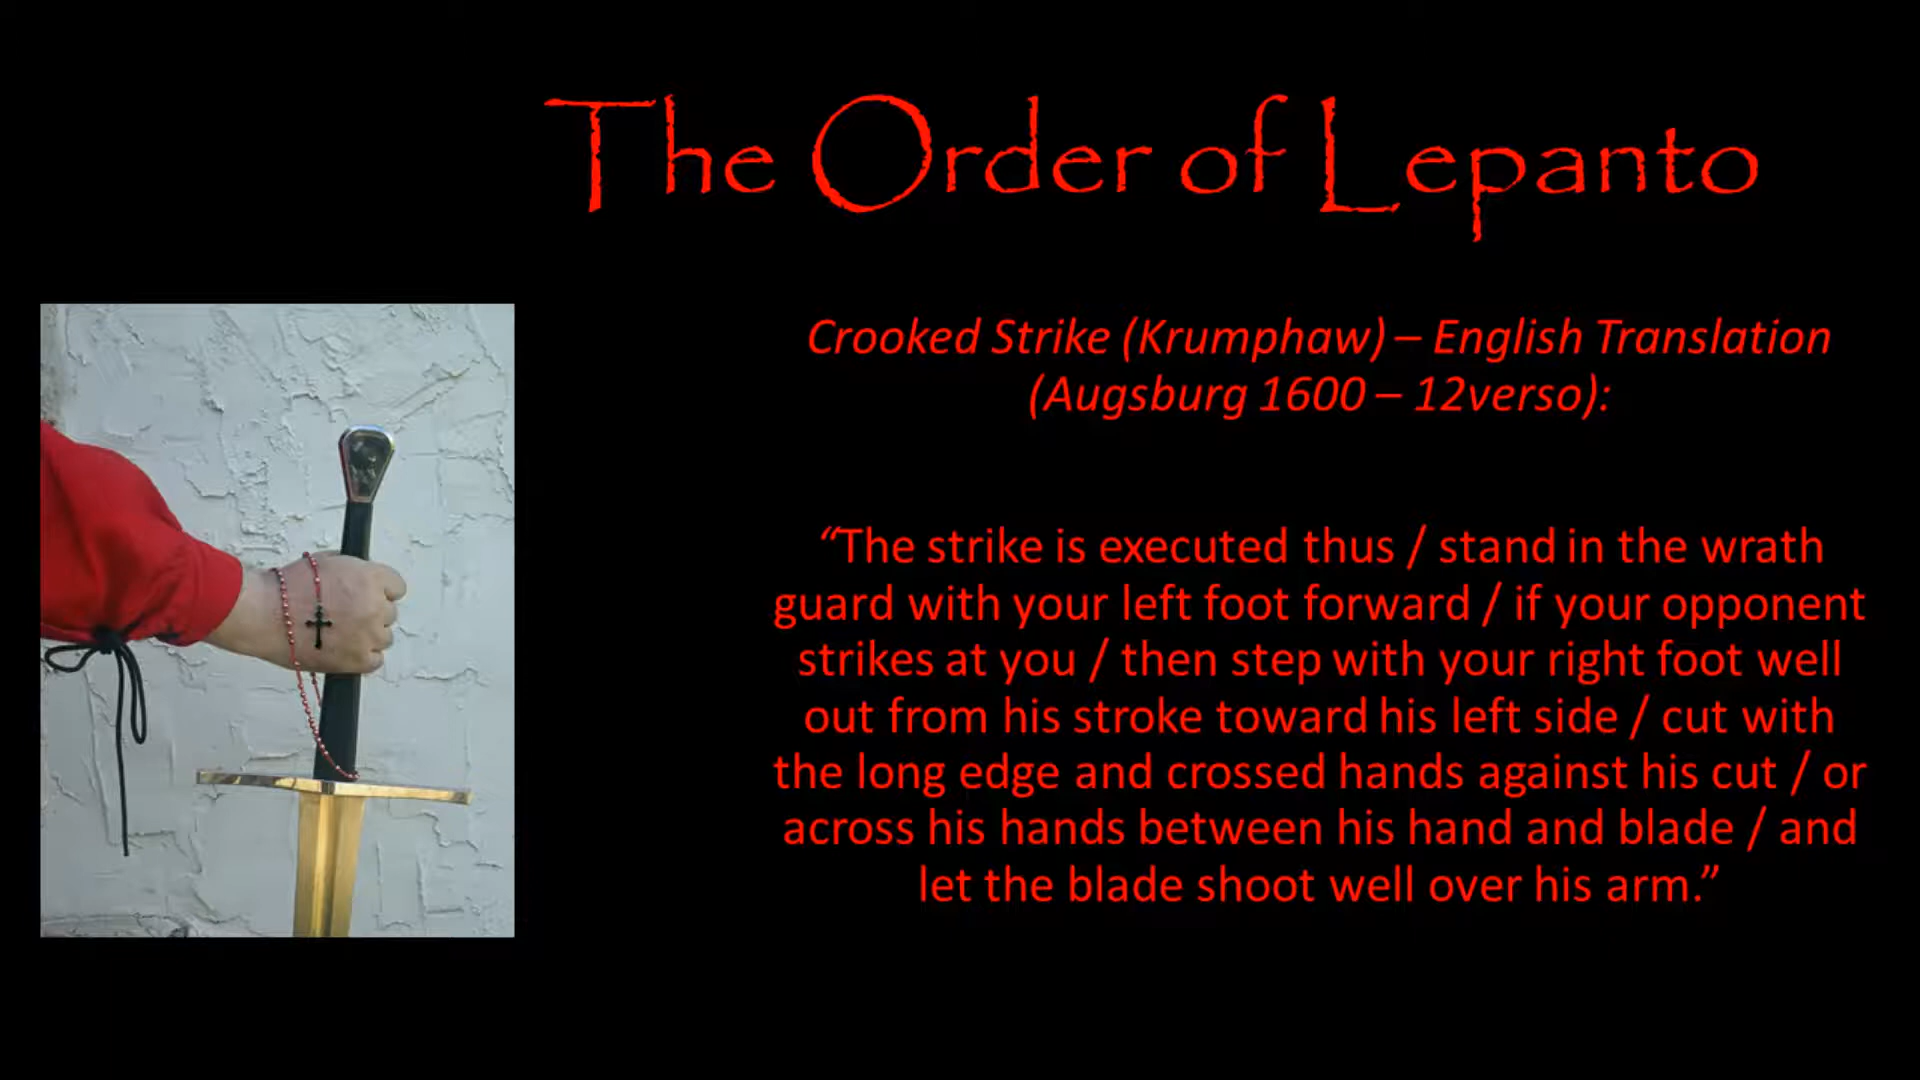 The Order of Lepanto
Crooked Strike (Krumphaw) – English Translation
(Augsburg 1600 – 12verso):
“The strike is executed thus / stand in the wrath
guard with your left foot forward / if your opponent
strikes at you / then step with your right foot well
out from his stroke toward his left side / cut with
the long edge and crossed hands against his cut / or
across his hands between his hand and blade / and
let the blade shoot well over his arm.”